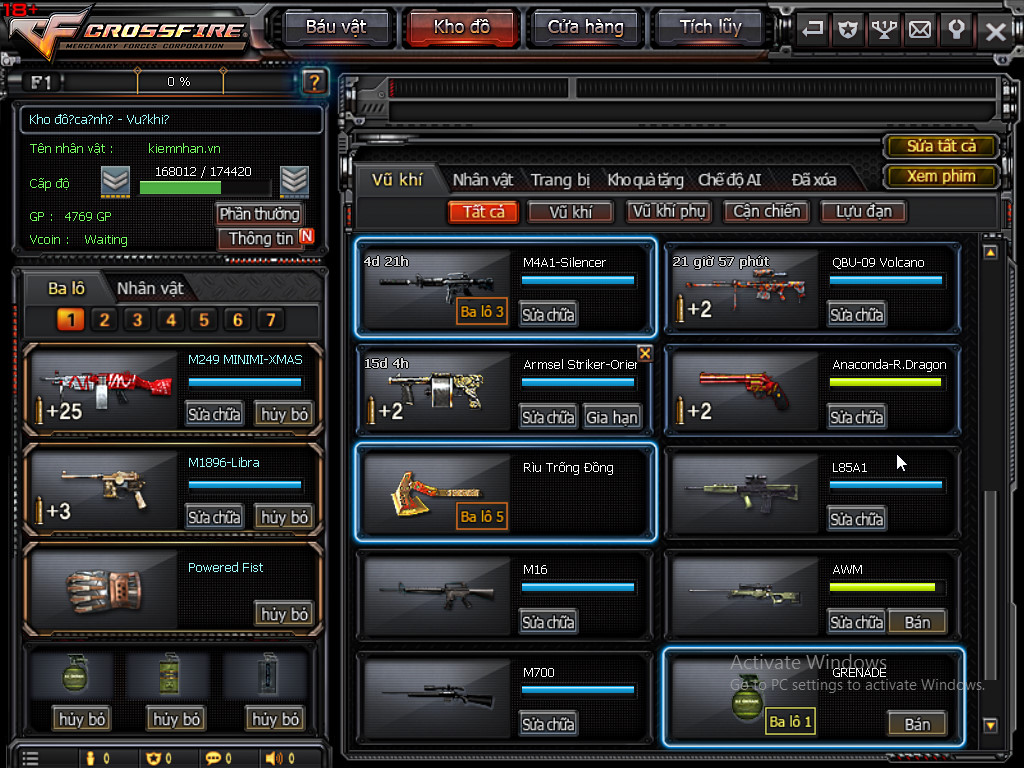 18+
CROSSFIRE
MERCENARY FORCES CORPORATION
Báu vật
Kho đồ
Cửa hàng
Tích lũy
F1
0 %
?
Kho đô?ca?nh? - Vu?khi?
Tên nhân vật : kiemnhan.vn
Cấp độ
168012 / 174420
GP : 4769 GP
Phần thưởng
Vcoin : Waiting
Thông tin N
Sửa tất cả
Xem phim
Vũ khí
Nhân vật
Trang bị
Kho quà tặng
Chế độ AI
Đã xóa
Tất cả
Vũ khí
Vũ khí phụ
Cận chiến
Lựu đạn
Ba lô
Nhân vật
1 2 3 4 5 6 7
M249 MINIMI-XMAS
+25
Sửa chữa
hủy bỏ
M1896-Libra
+3
Sửa chữa
hủy bỏ
Powered Fist
hủy bỏ
hủy bỏ
hủy bỏ
hủy bỏ
0
0
0
0
4d 21h
M4A1-Silencer
Ba lô 3
Sửa chữa
21 giờ 57 phút
QBU-09 Volcano
+2
Sửa chữa
15d 4h
Armsel Striker-Orier
+2
Sửa chữa
Gia hạn
Anaconda-R.Dragon
+2
Sửa chữa
Rìu Trống Đồng
Ba lô 5
L85A1
Sửa chữa
M16
Sửa chữa
AWM
Sửa chữa
Bán
M700
Sửa chữa
GRENADE
Ba lô 1
Bán
Activate Windows
Go to PC settings to activate Windows.